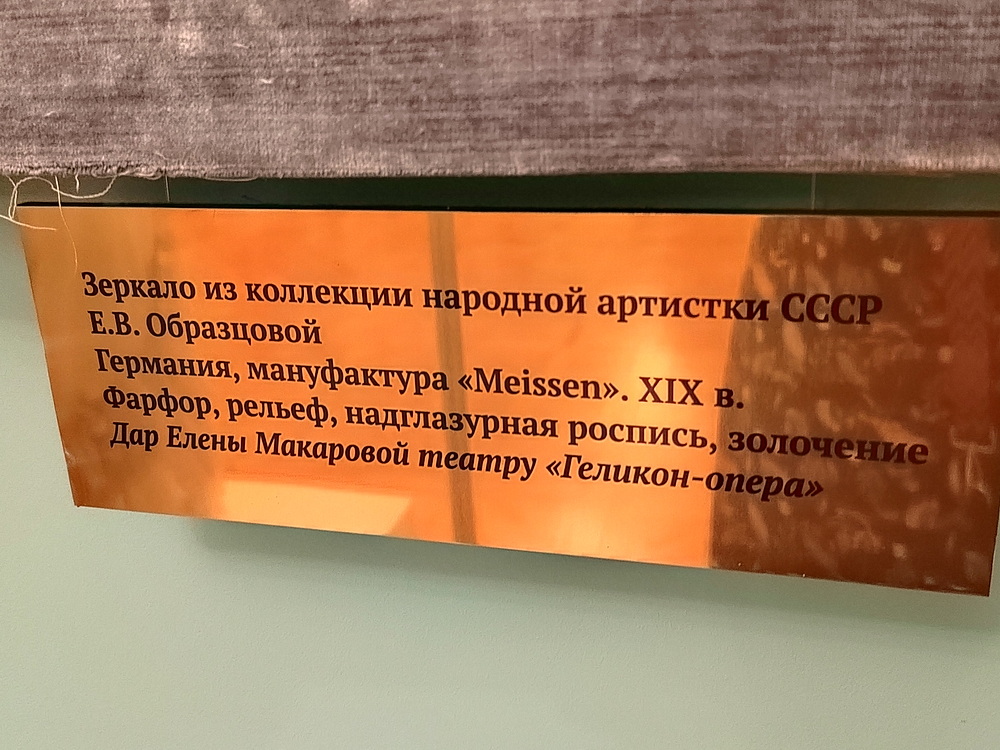 Зеркало из коллекции народной артистки СССР
Е.В. Образцовой
Германия, мануфактура «Meissen». XIX в.
Фарфор, рельеф, надглазурная роспись, золочение
Дар Елены Макаровой театру «Геликон-опера»